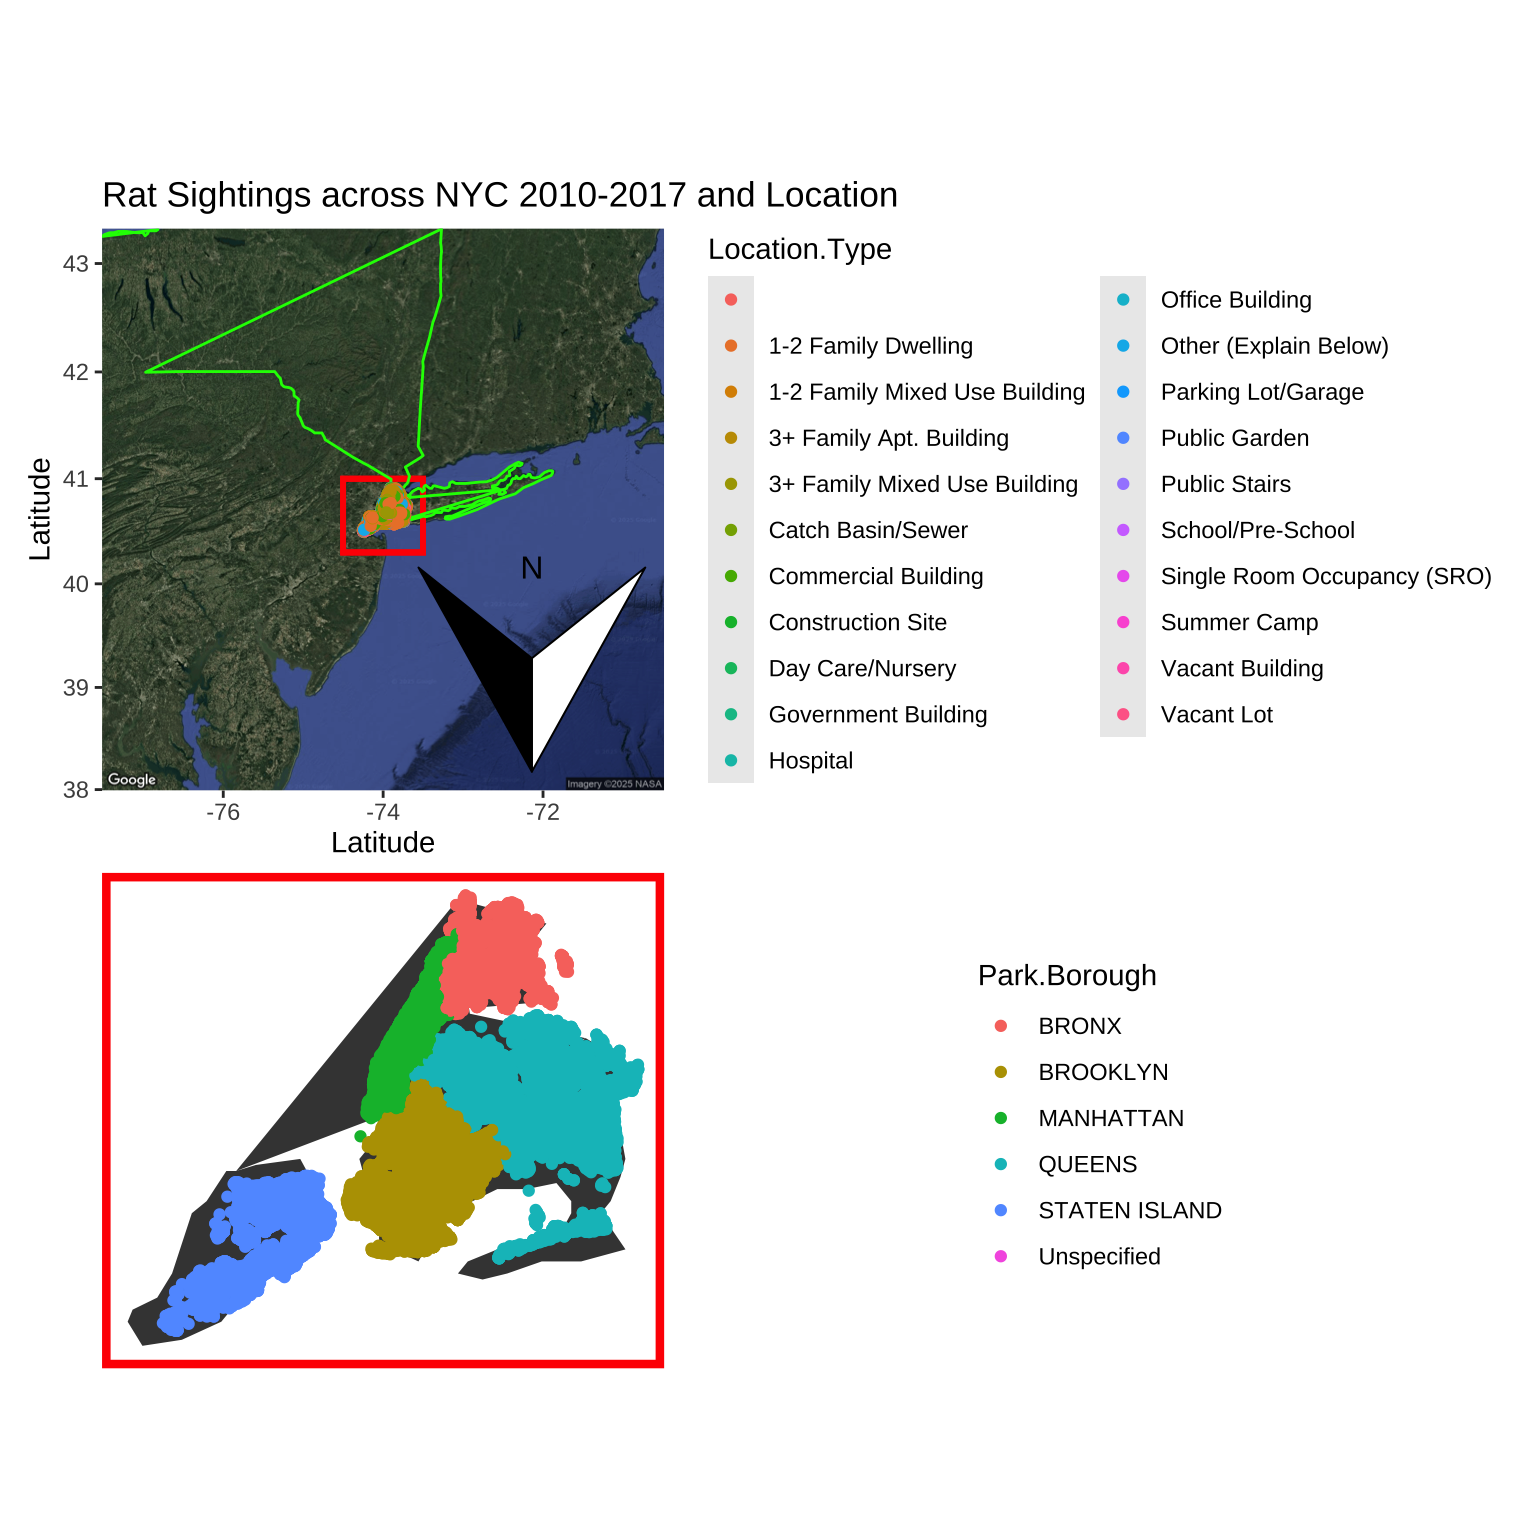 Rat Sightings across NYC 2010-2017 and Location
43
42
41
40
39
38
Latitude
N
Google
Imagery ©2025 NASA
-76
-74
-72
Latitude
Location.Type
1-2 Family Dwelling
1-2 Family Mixed Use Building
3+ Family Apt. Building
3+ Family Mixed Use Building
Catch Basin/Sewer
Commercial Building
Construction Site
Day Care/Nursery
Government Building
Hospital
Office Building
Other (Explain Below)
Parking Lot/Garage
Public Garden
Public Stairs
School/Pre-School
Single Room Occupancy (SRO)
Summer Camp
Vacant Building
Vacant Lot
Park.Borough
BRONX
BROOKLYN
MANHATTAN
QUEENS
STATEN ISLAND
Unspecified